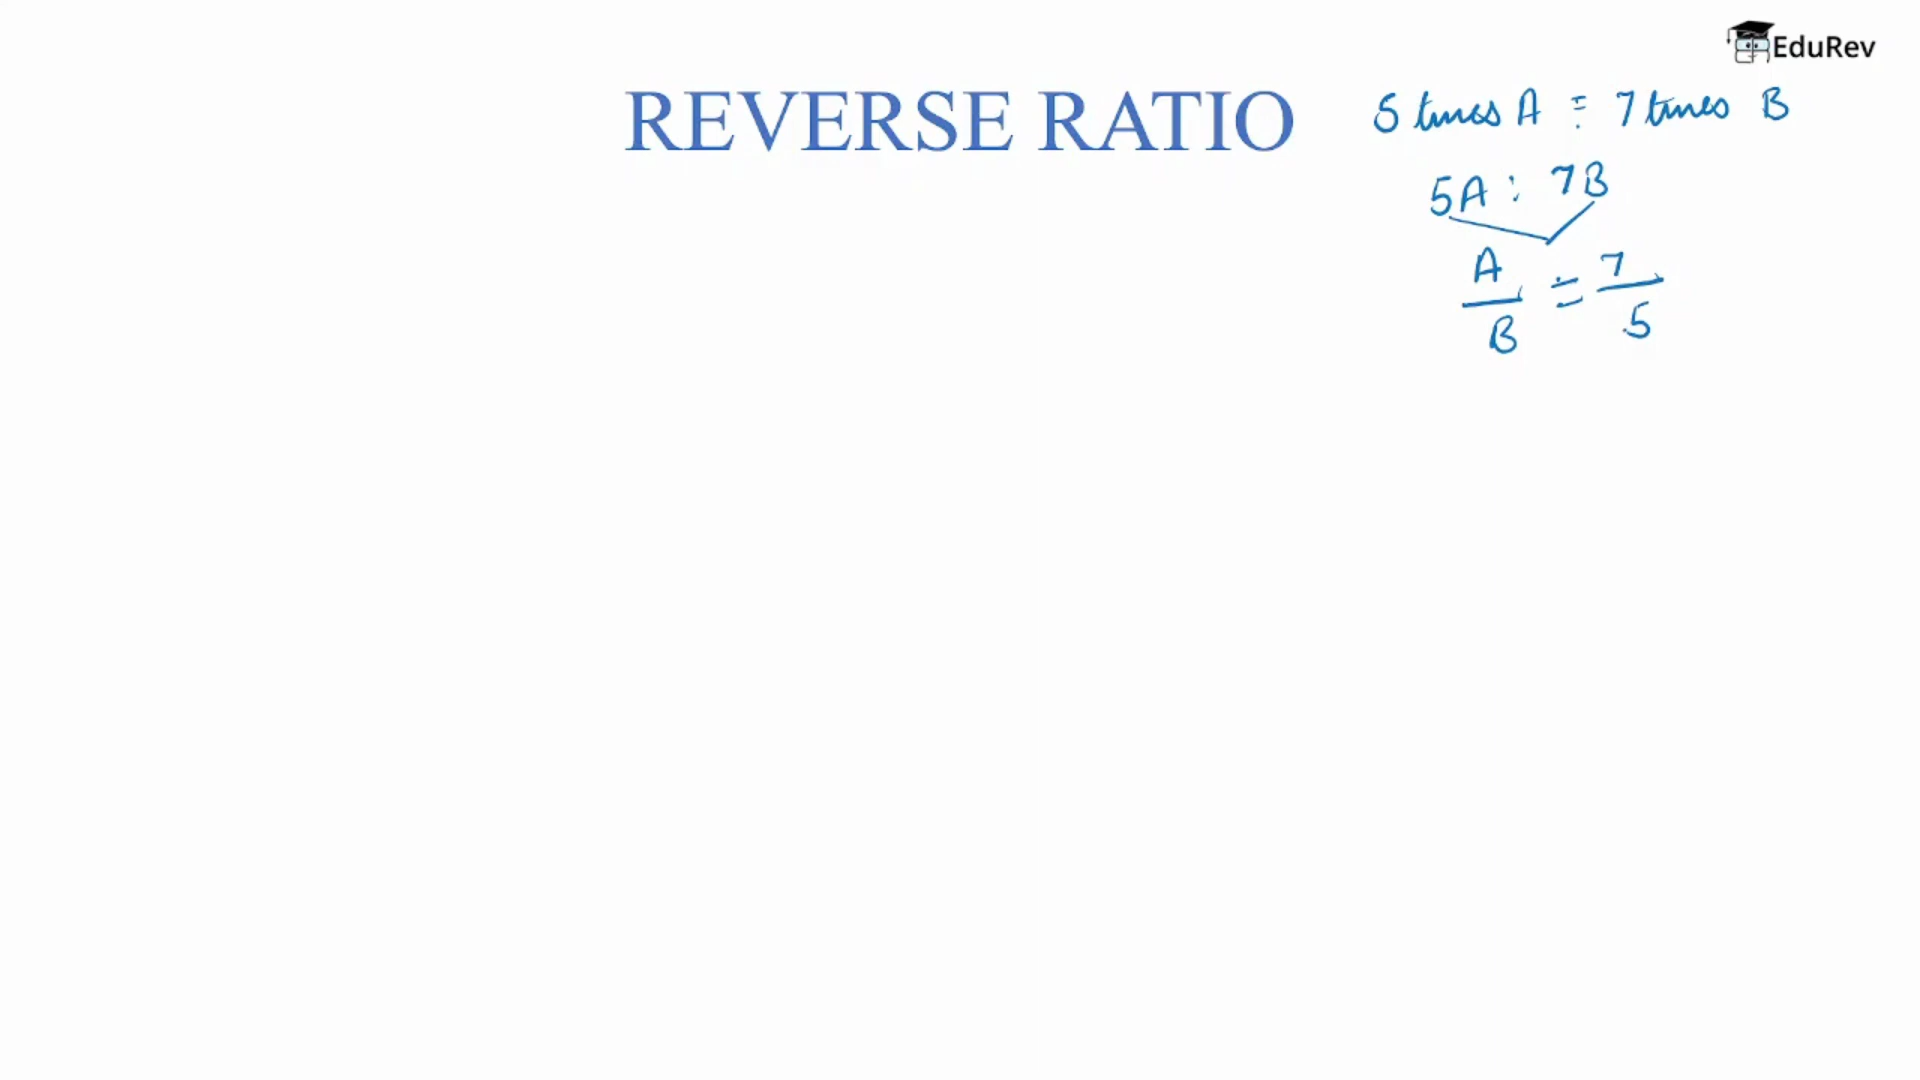 EduRev
REVERSE RATIO
5 times A = 7 times B
5A : 7B
A/B = 7/5